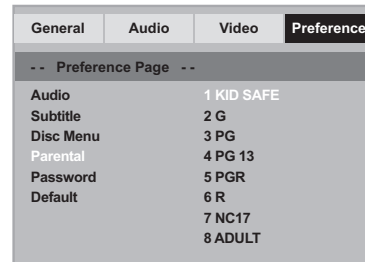 General Audio Video Preference
- - Preference Page - -
Audio 1 KID SAFE
Subtitle 2 G
Disc Menu 3 PG
Parental 4 PG 13
Password 5 PGR
Default 6 R
7 NC17
8 ADULT